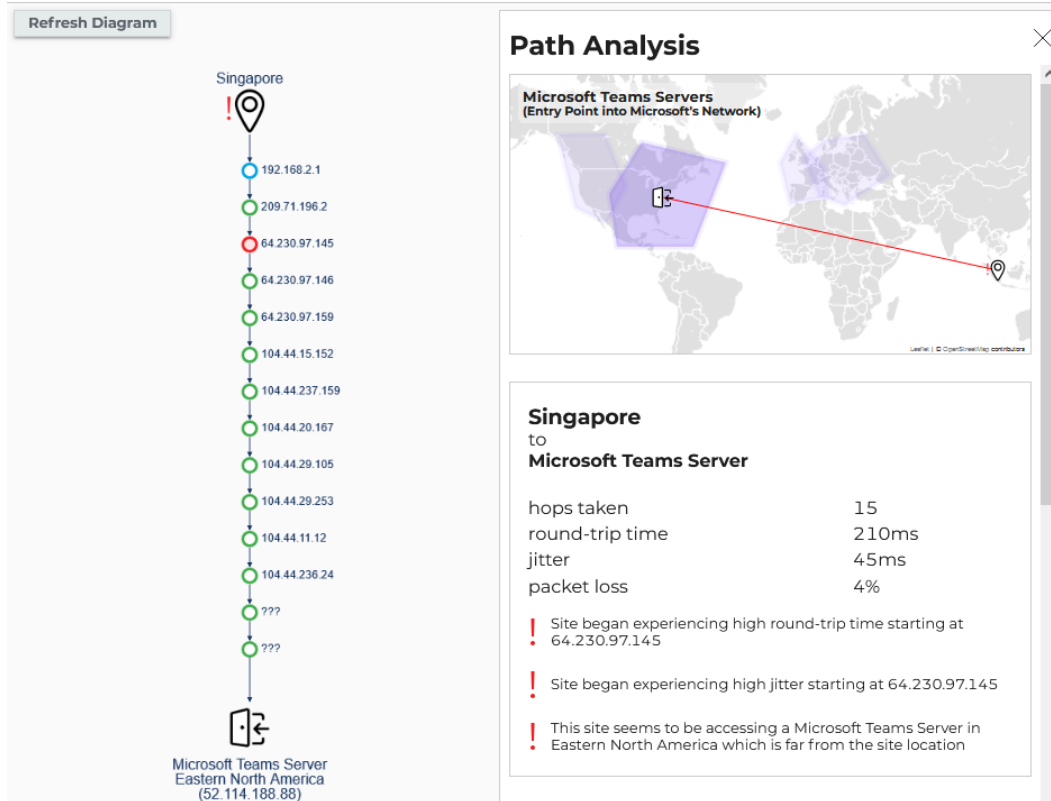 Refresh Diagram
Singapore
!
192.168.2.1
209.71.196.2
64.230.97.145
64.230.97.146
64.230.97.159
104.44.15.152
104.44.237.159
104.44.20.167
104.44.29.105
104.44.29.253
104.44.11.12
104.44.236.24
???
???
Microsoft Teams Server
Eastern North America
(52.114.188.88)
Path Analysis
Microsoft Teams Servers
(Entry Point into Microsoft's Network)
!
Leaflet | © OpenStreetMap contributors
Singapore
to
Microsoft Teams Server
hops taken 15
round-trip time 210ms
jitter 45ms
packet loss 4%
! Site began experiencing high round-trip time starting at
64.230.97.145
! Site began experiencing high jitter starting at 64.230.97.145
! This site seems to be accessing a Microsoft Teams Server in
Eastern North America which is far from the site location